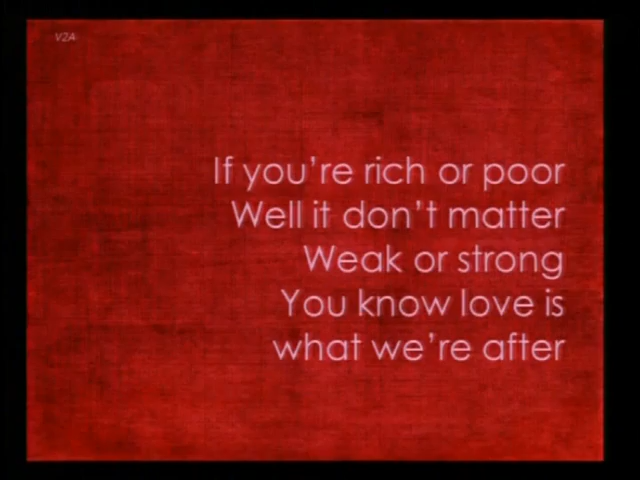 V2A
If you're rich or poor
Well it don't matter
Weak or strong
You know love is
what we're after